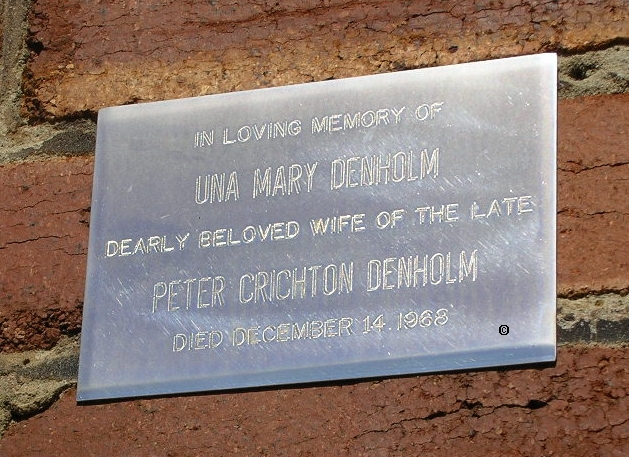 IN LOVING MEMORY OF
UNA MARY DENHOLM
DEARLY BELOVED WIFE OF THE LATE
PETER CRICHTON DENHOLM
DIED DECEMBER 14. 1968
©